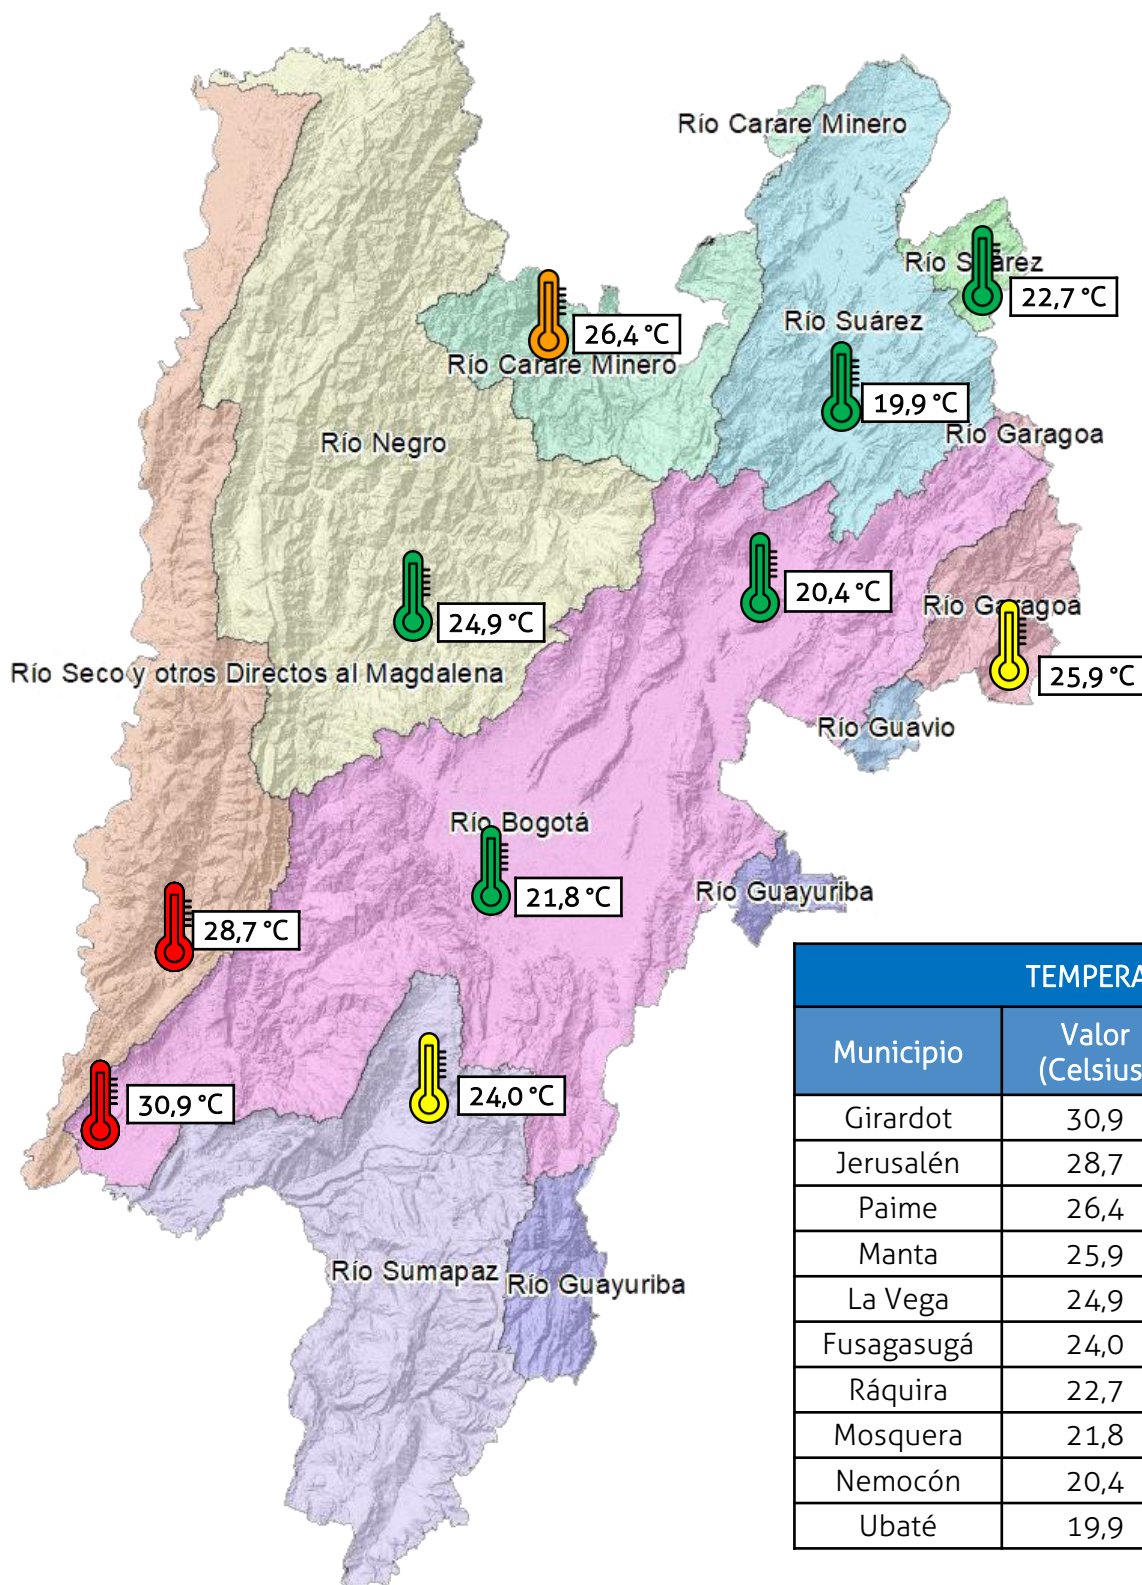 Río Carare Minero
Río Suárez
22,7 °C
26,4 °C
Río Suárez
Río Carare Minero
19,9 °C
Río Garagoa
Río Negro
20,4 °C
Río Garagoa
24,9 °C
Río Seco y otros Directos al Magdalena
25,9 °C
Río Guavio
Río Bogotá
Río Guayuriba
21,8 °C
28,7 °C
24,0 °C
30,9 °C
Río Sumapaz
Río Guayuriba
TEMPERA
Municipio Valor (Celsius
Girardot 30,9
Jerusalén 28,7
Paime 26,4
Manta 25,9
La Vega 24,9
Fusagasugá 24,0
Ráquira 22,7
Mosquera 21,8
Nemocón 20,4
Ubaté 19,9